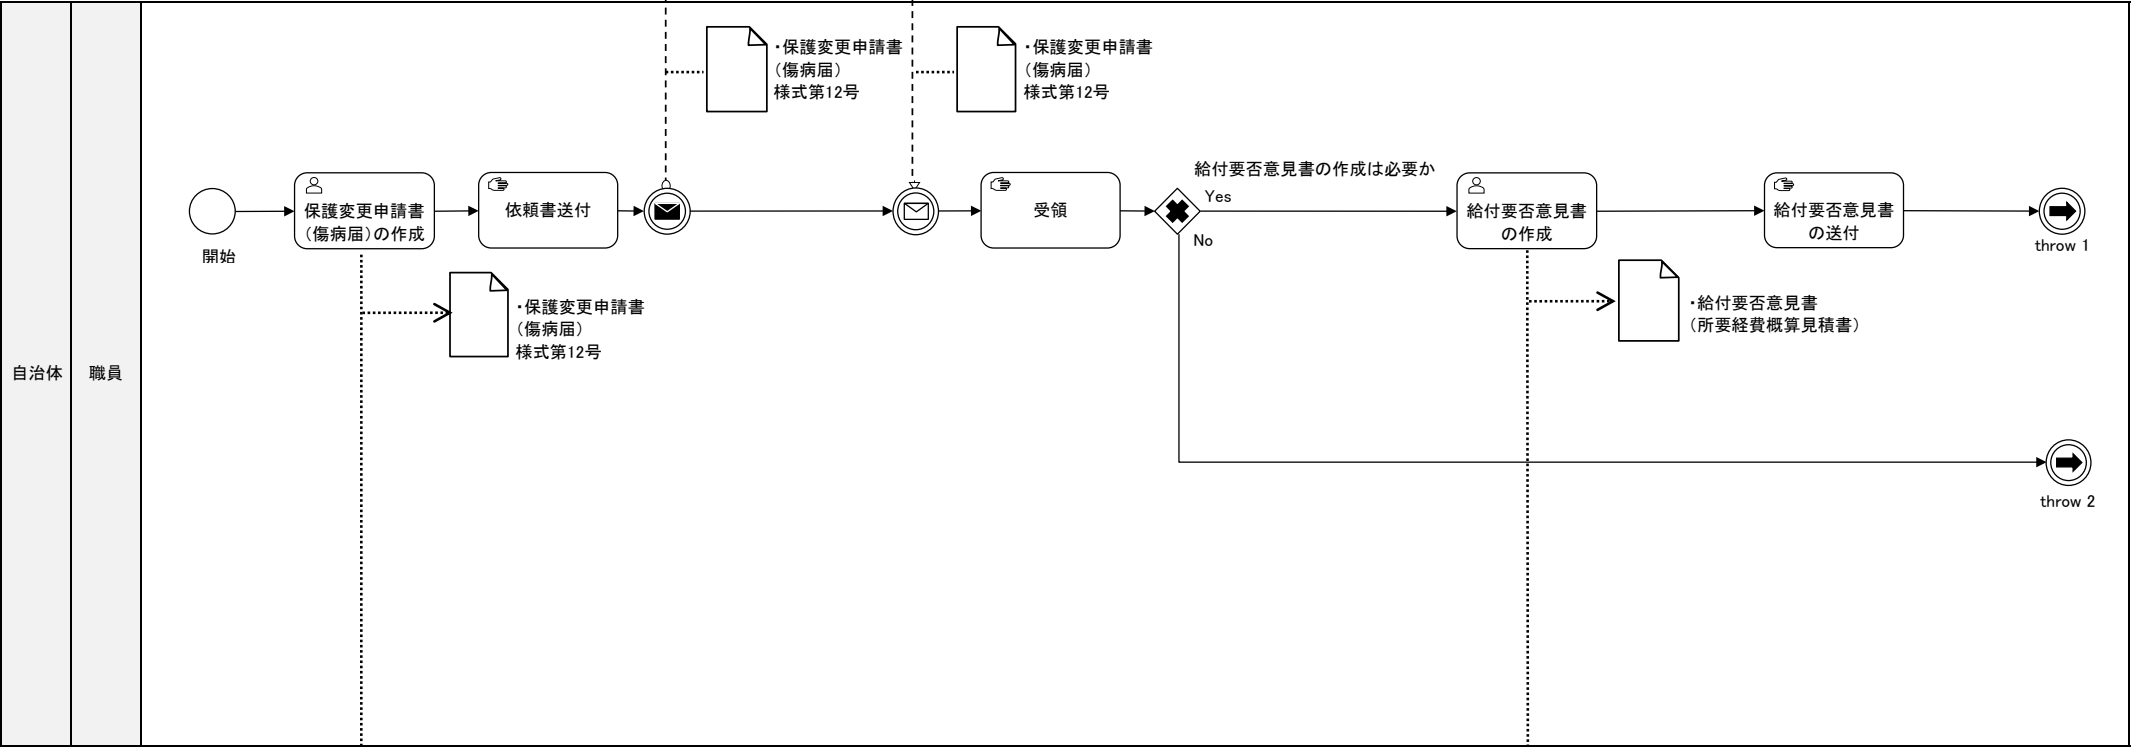 ・保護変更申請書
（傷病届）
様式第12号
・保護変更申請書
（傷病届）
様式第12号
給付要否意見書の作成は必要か
Yes
No
開始
保護変更申請書
（傷病届）の作成
依頼書送付
受領
給付要否意見書
の作成
給付要否意見書
の送付
throw 1
・保護変更申請書
（傷病届）
様式第12号
・給付要否意見書
（所要経費概算見積書）
自治体
職員
throw 2